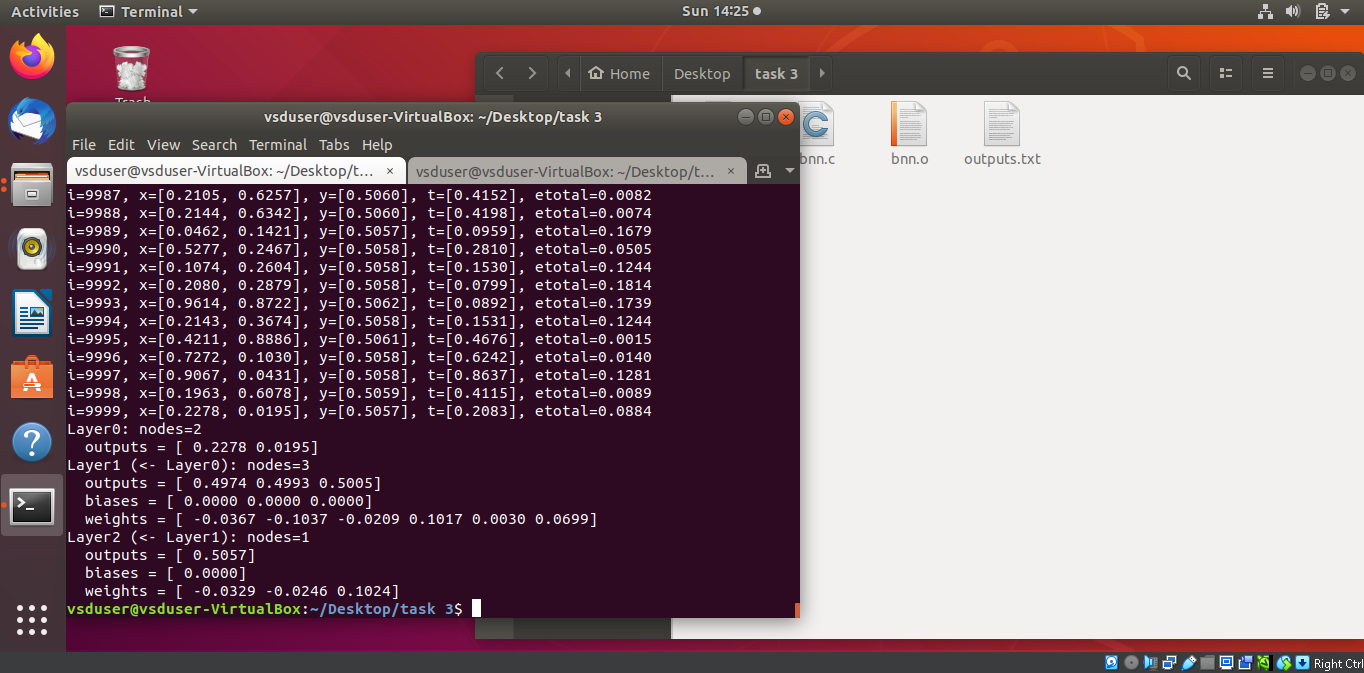 Activities Terminal Sun 14:25
Home Desktop task 3
vsduser@vsduser-VirtualBox: ~/Desktop/task 3
File Edit View Search Terminal Tabs Help
vsduser@vsduser-VirtualBox: ~/Desktop/t... × vsduser@vsduser-VirtualBox: ~/Desktop/t... ×
bnn.c bnn.o outputs.txt
i=9987, x=[0.2105, 0.6257], y=[0.5060], t=[0.4152], etotal=0.0082
i=9988, x=[0.2144, 0.6342], y=[0.5060], t=[0.4198], etotal=0.0074
i=9989, x=[0.0462, 0.1421], y=[0.5057], t=[0.0959], etotal=0.1679
i=9990, x=[0.5277, 0.2467], y=[0.5058], t=[0.2810], etotal=0.0505
i=9991, x=[0.1074, 0.2604], y=[0.5058], t=[0.1530], etotal=0.1244
i=9992, x=[0.2080, 0.2879], y=[0.5058], t=[0.0799], etotal=0.1814
i=9993, x=[0.9614, 0.8722], y=[0.5062], t=[0.0892], etotal=0.1739
i=9994, x=[0.2143, 0.3674], y=[0.5058], t=[0.1531], etotal=0.1244
i=9995, x=[0.4211, 0.8886], y=[0.5061], t=[0.4676], etotal=0.0015
i=9996, x=[0.7272, 0.1030], y=[0.5058], t=[0.6242], etotal=0.0140
i=9997, x=[0.9067, 0.0431], y=[0.5058], t=[0.8637], etotal=0.1281
i=9998, x=[0.1963, 0.6078], y=[0.5059], t=[0.4115], etotal=0.0089
i=9999, x=[0.2278, 0.0195], y=[0.5057], t=[0.2083], etotal=0.0884
Layer0: nodes=2
outputs = [ 0.2278 0.0195]
Layer1 (<- Layer0): nodes=3
outputs = [ 0.4974 0.4993 0.5005]
biases = [ 0.0000 0.0000 0.0000]
weights = [ -0.0367 -0.1037 -0.0209 0.1017 0.0030 0.0699]
Layer2 (<- Layer1): nodes=1
outputs = [ 0.5057]
biases = [ 0.0000]
weights = [ -0.0329 -0.0246 0.1024]
vsduser@vsduser-VirtualBox:~/Desktop/task 3$
Right Ctrl